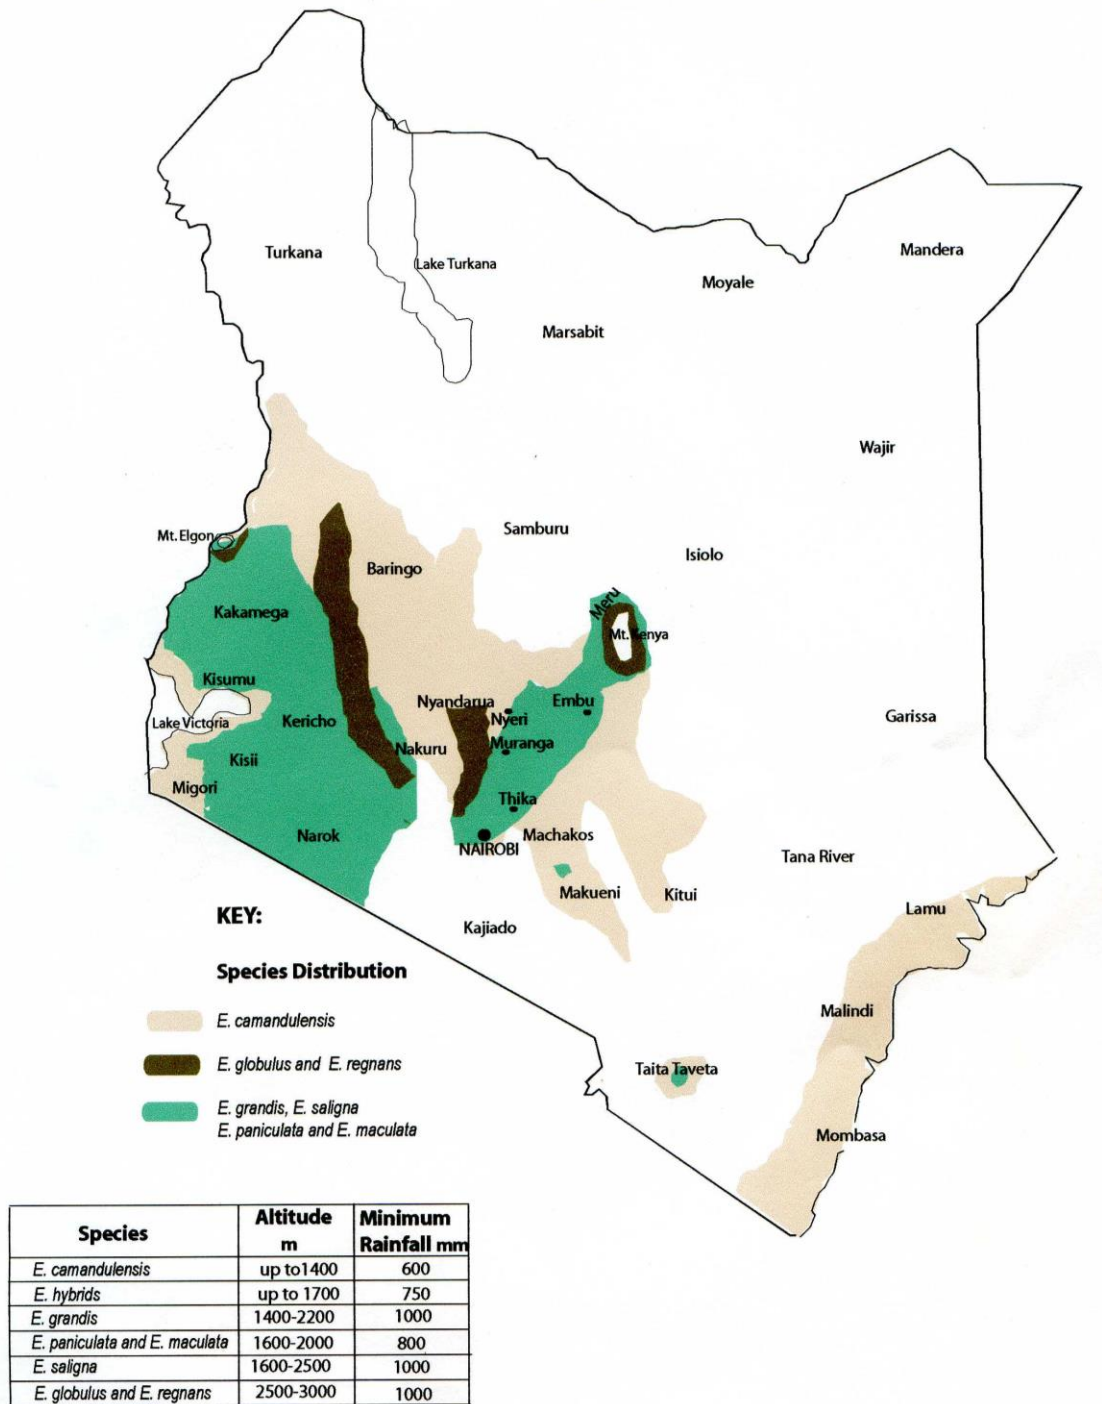 Turkana
Lake Turkana
Mandera
Moyale
Marsabit
Wajir
Samburu
Mt. Elgon
Isiolo
Baringo
Kakamega
Meru
Mt. Kenya
Kisumu
Nyandarua
Embu
Nyeri
Lake Victoria
Kericho
Garissa
Nakuru
Muranga
Kisii
Migori
Thika
Narok
NAIROBI
Machakos
Tana River
Makueni
Kitui
Lamu
Kajiado
Malindi
Taita Taveta
Mombasa
KEY:
Species Distribution
E. camandulensis
E. globulus and E. regnans
E. grandis, E. saligna
E. paniculata and E. maculata
Species Altitude m Minimum Rainfall mm
E. camandulensis up to1400 600
E. hybrids up to 1700 750
E. grandis 1400-2200 1000
E. paniculata and E. maculata 1600-2000 800
E. saligna 1600-2500 1000
E. globulus and E. regnans 2500-3000 1000